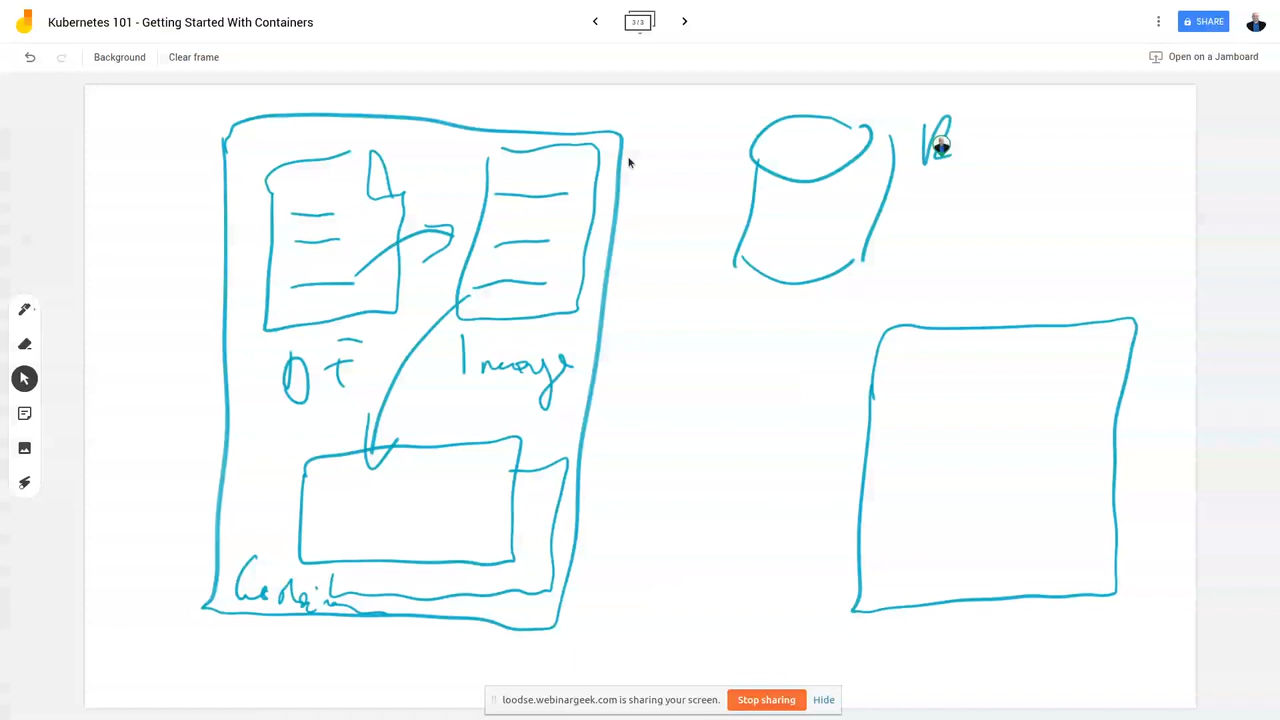 Kubernetes 101 - Getting Started With Containers
3/3
SHARE
Background
Clear frame
Open on a Jamboard
DF
Image
loodse.webinargeek.com is sharing your screen.
Stop sharing
Hide